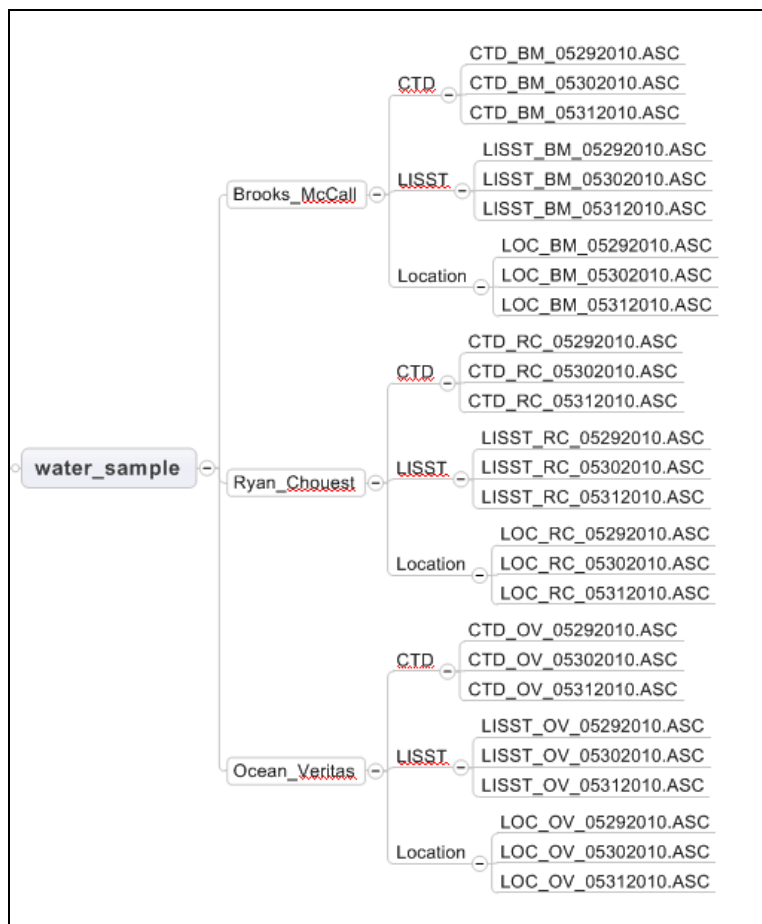 water_sample
Brooks_McCall
CTD
CTD_BM_05292010.ASC
CTD_BM_05302010.ASC
CTD_BM_05312010.ASC
LISST
LISST_BM_05292010.ASC
LISST_BM_05302010.ASC
LISST_BM_05312010.ASC
Location
LOC_BM_05292010.ASC
LOC_BM_05302010.ASC
LOC_BM_05312010.ASC
Ryan_Chouest
CTD
CTD_RC_05292010.ASC
CTD_RC_05302010.ASC
CTD_RC_05312010.ASC
LISST
LISST_RC_05292010.ASC
LISST_RC_05302010.ASC
LISST_RC_05312010.ASC
Location
LOC_RC_05292010.ASC
LOC_RC_05302010.ASC
LOC_RC_05312010.ASC
Ocean_Veritas
CTD
CTD_OV_05292010.ASC
CTD_OV_05302010.ASC
CTD_OV_05312010.ASC
LISST
LISST_OV_05292010.ASC
LISST_OV_05302010.ASC
LISST_OV_05312010.ASC
Location
LOC_OV_05292010.ASC
LOC_OV_05302010.ASC
LOC_OV_05312010.ASC